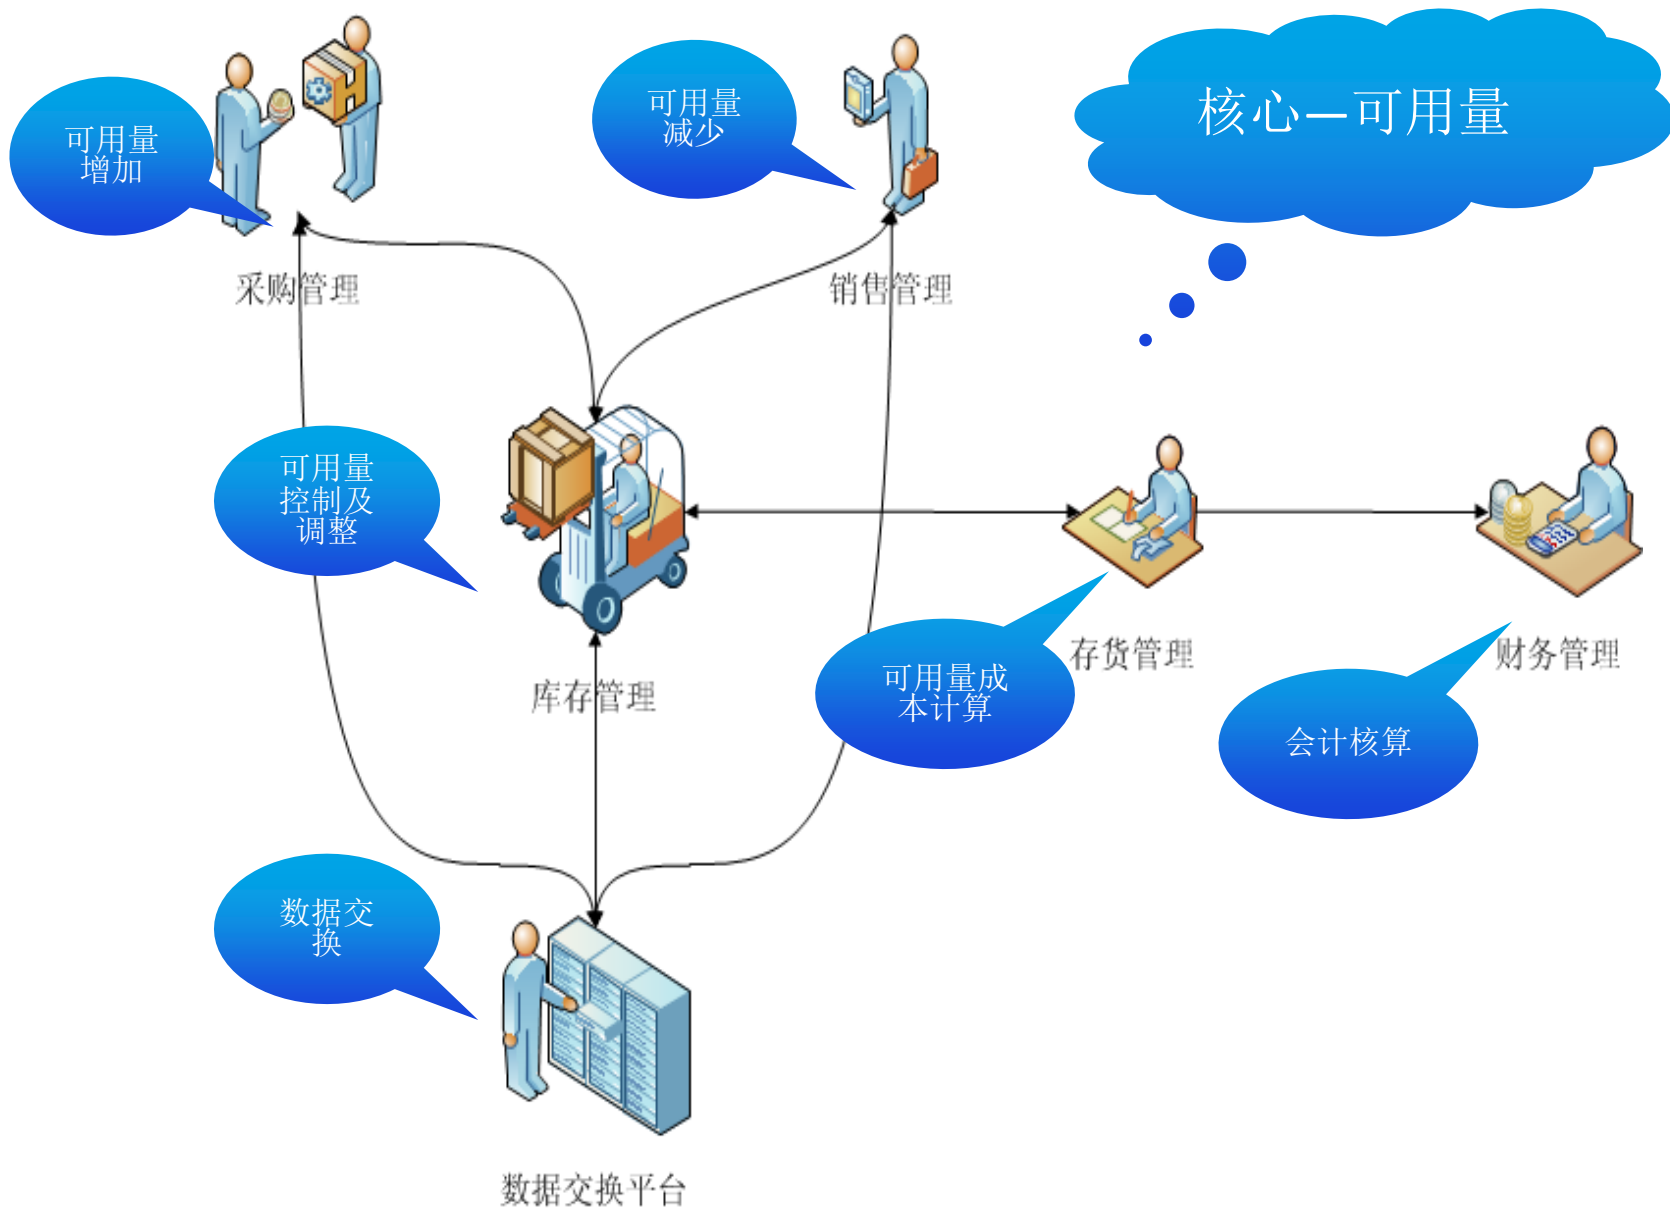 核心—可用量
可用量
增加
可用量
减少
采购管理
销售管理
可用量
控制及
调整
库存管理
可用量成
本计算
存货管理
财务管理
会计核算
数据交
换
数据交换平台